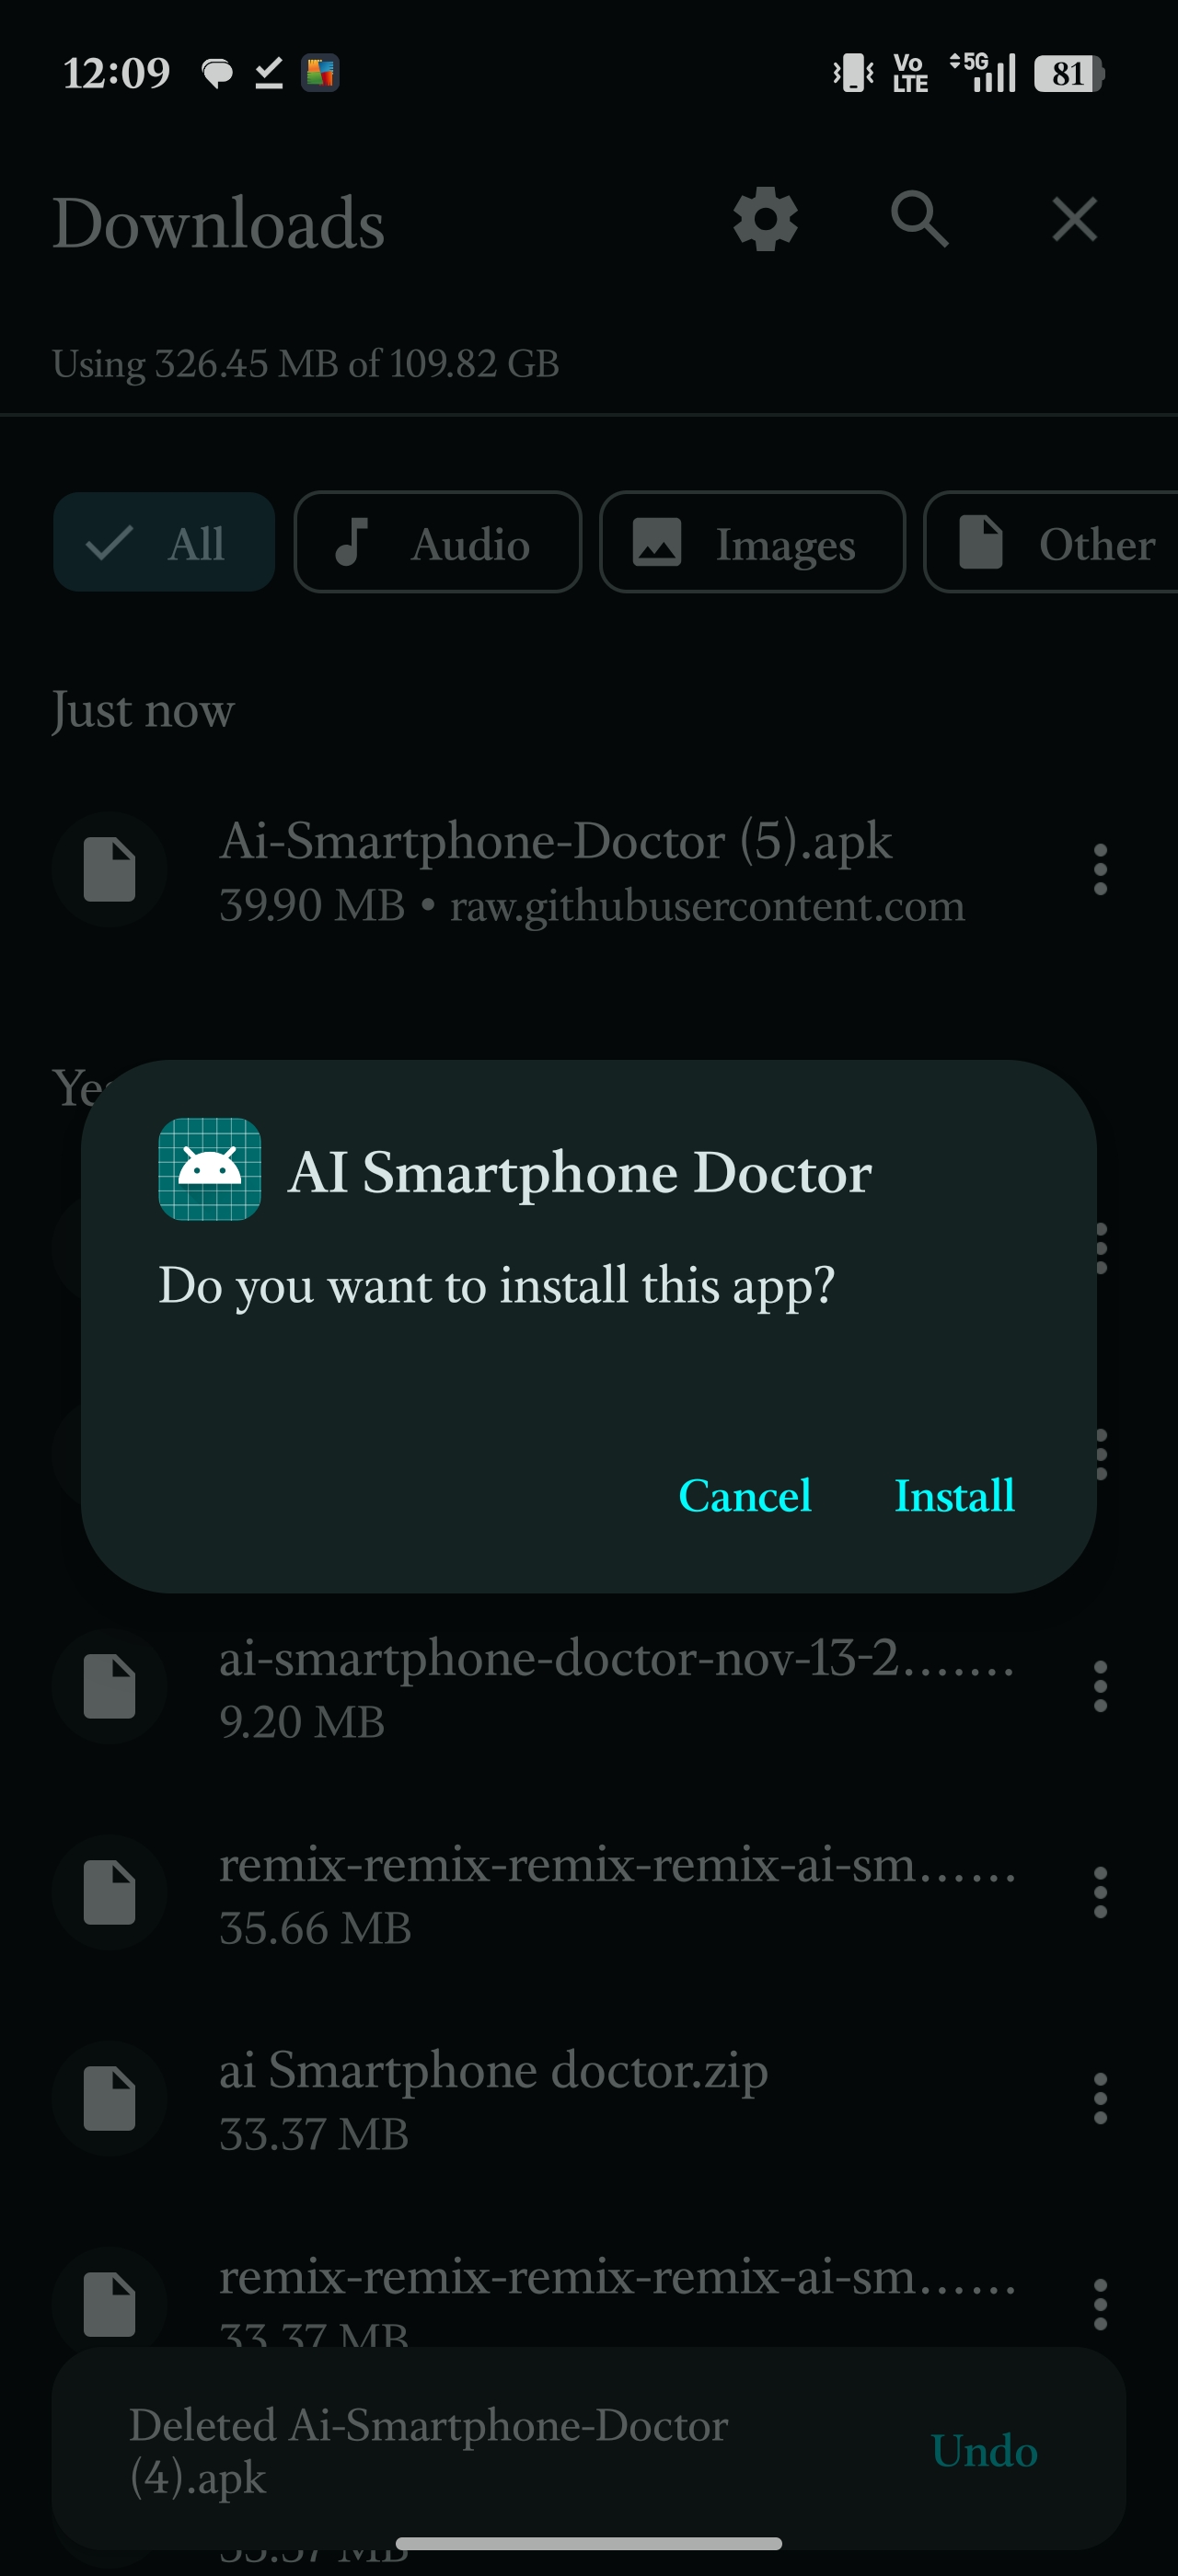 12:09
Vo LTE
5G
81
Downloads
Using 326.45 MB of 109.82 GB
All
Audio
Images
Other
Just now
Ai-Smartphone-Doctor (5).apk
39.90 MB • raw.githubusercontent.com
AI Smartphone Doctor
Do you want to install this app?
Cancel
Install
ai-smartphone-doctor-nov-13-2.......
9.20 MB
remix-remix-remix-remix-ai-sm......
35.66 MB
ai Smartphone doctor.zip
33.37 MB
remix-remix-remix-remix-ai-sm......
33.37 MB
Deleted Ai-Smartphone-Doctor
(4).apk
Undo